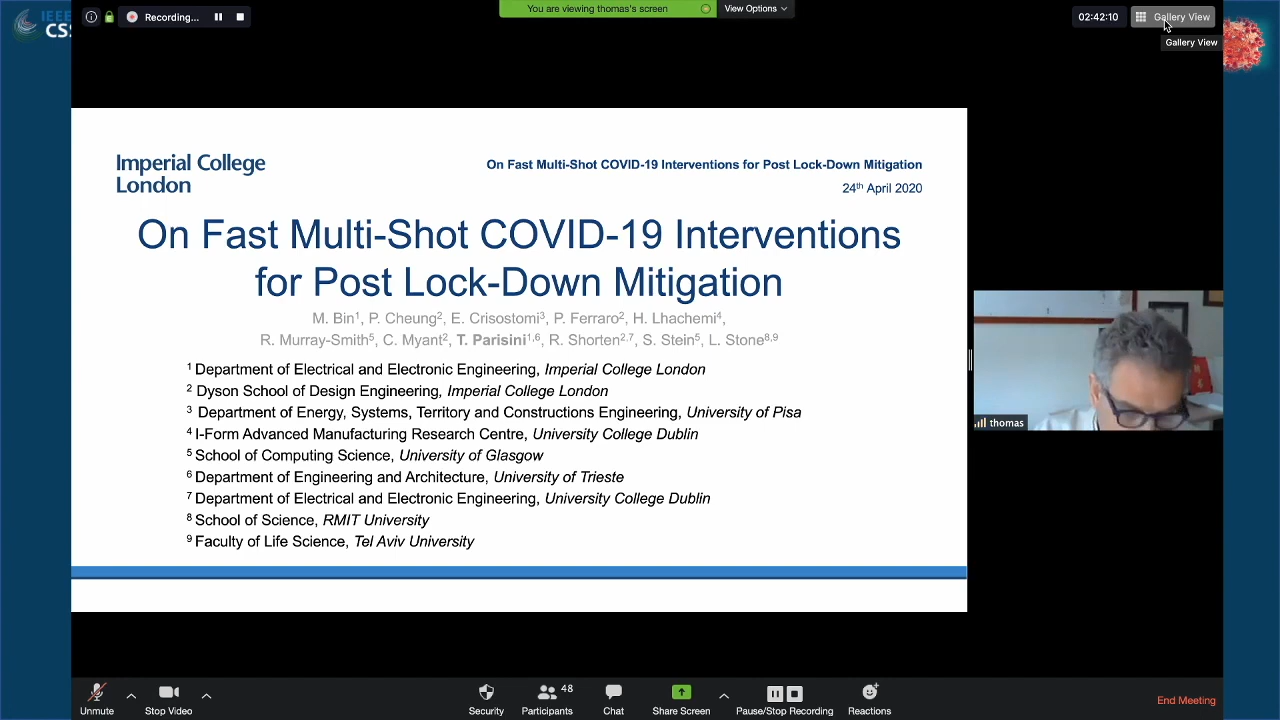 IEEE
CSS
Recording...
You are viewing thomas's screen
View Options
02:42:10
Gallery View
Gallery View
Imperial College
London
On Fast Multi-Shot COVID-19 Interventions for Post Lock-Down Mitigation
24th April 2020
On Fast Multi-Shot COVID-19 Interventions
for Post Lock-Down Mitigation
M. Bin¹, P. Cheung², E. Crisostomi³, P. Ferraro², H. Lhachemi⁴,
R. Murray-Smith⁵, C. Myant², T. Parisini¹,⁶, R. Shorten²,⁷, S. Stein⁵, L. Stone⁸,⁹
¹ Department of Electrical and Electronic Engineering, Imperial College London
² Dyson School of Design Engineering, Imperial College London
³ Department of Energy, Systems, Territory and Constructions Engineering, University of Pisa
⁴ I-Form Advanced Manufacturing Research Centre, University College Dublin
⁵ School of Computing Science, University of Glasgow
⁶ Department of Engineering and Architecture, University of Trieste
⁷ Department of Electrical and Electronic Engineering, University College Dublin
⁸ School of Science, RMIT University
⁹ Faculty of Life Science, Tel Aviv University
thomas
Unmute
Stop Video
Security
Participants 48
Chat
Share Screen
Pause/Stop Recording
Reactions
End Meeting